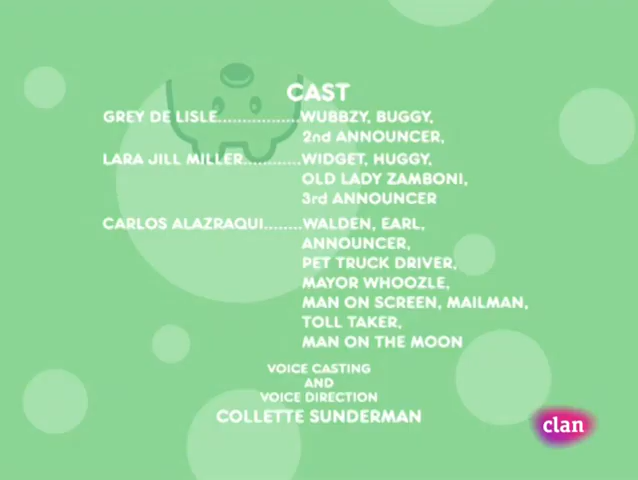 CAST
GREY DE LISLE................WUBBZY, BUGGY,
2nd ANNOUNCER,
LARA JILL MILLER............WIDGET, HUGGY,
OLD LADY ZAMBONI,
3rd ANNOUNCER
CARLOS ALAZRAQUI........WALDEN, EARL,
ANNOUNCER,
PET TRUCK DRIVER,
MAYOR WHOOZLE,
MAN ON SCREEN, MAILMAN,
TOLL TAKER,
MAN ON THE MOON
VOICE CASTING
AND
VOICE DIRECTION
COLLETTE SUNDERMAN
clan